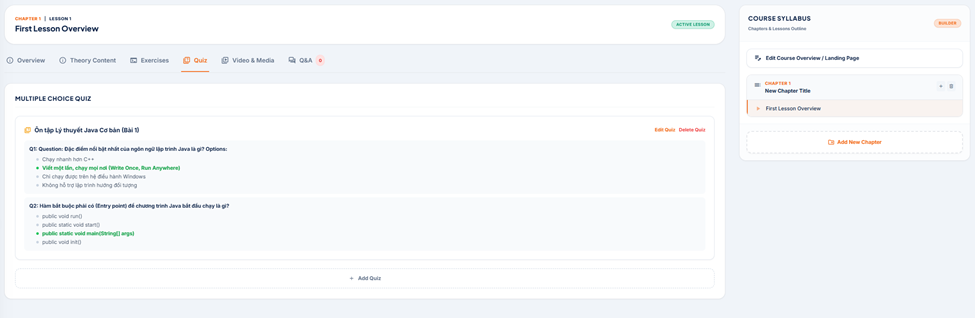 CHAPTER 1 | LESSON 1
First Lesson Overview
ACTIVE LESSON
Overview
Theory Content
Exercises
Quiz
Video & Media
Q&A
0
MULTIPLE CHOICE QUIZ
Ôn tập Lý thuyết Java Cơ bản (Bài 1)
Edit Quiz Delete Quiz
Q1: Question: Đặc điểm nổi bật nhất của ngôn ngữ lập trình Java là gì? Options:
Chạy nhanh hơn C++
Viết một lần, chạy mọi nơi (Write Once, Run Anywhere)
Chỉ chạy được trên hệ điều hành Windows
Không hỗ trợ lập trình hướng đối tượng
Q2: Hàm bắt buộc phải có (Entry point) để chương trình Java bắt đầu chạy là gì?
public void run()
public static void start()
public static void main(String[] args)
public void init()
+ Add Quiz
COURSE SYLLABUS
Chapters & Lessons Outline
BUILDER
Edit Course Overview / Landing Page
CHAPTER 1
New Chapter Title
+
First Lesson Overview
Add New Chapter